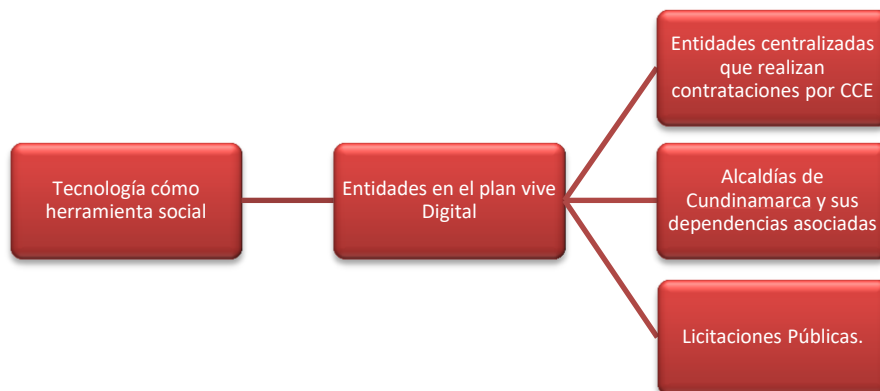 Entidades centralizadas
que realizan
contrataciones por CCE
Tecnología cómo
herramienta social
Entidades en el plan vive
Digital
Alcaldías de
Cundinamarca y sus
dependencias asociadas
Licitaciones Públicas.